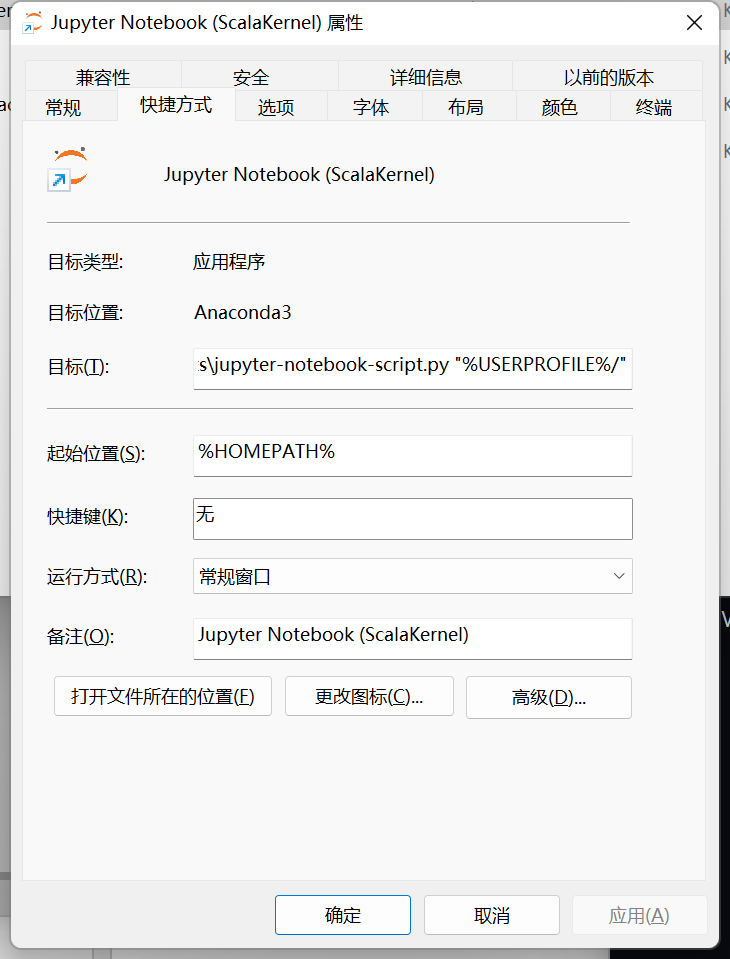 Jupyter Notebook (ScalaKernel) 属性
兼容性 安全 详细信息 以前的版本
常规 快捷方式 选项 字体 布局 颜色 终端
Jupyter Notebook (ScalaKernel)
目标类型: 应用程序
目标位置: Anaconda3
目标(T): s\jupyter-notebook-script.py "%USERPROFILE%/"
起始位置(S): %HOMEPATH%
快捷键(K): 无
运行方式(R): 常规窗口
备注(O): Jupyter Notebook (ScalaKernel)
打开文件所在的位置(F) 更改图标(C)... 高级(D)...
确定 取消 应用(A)